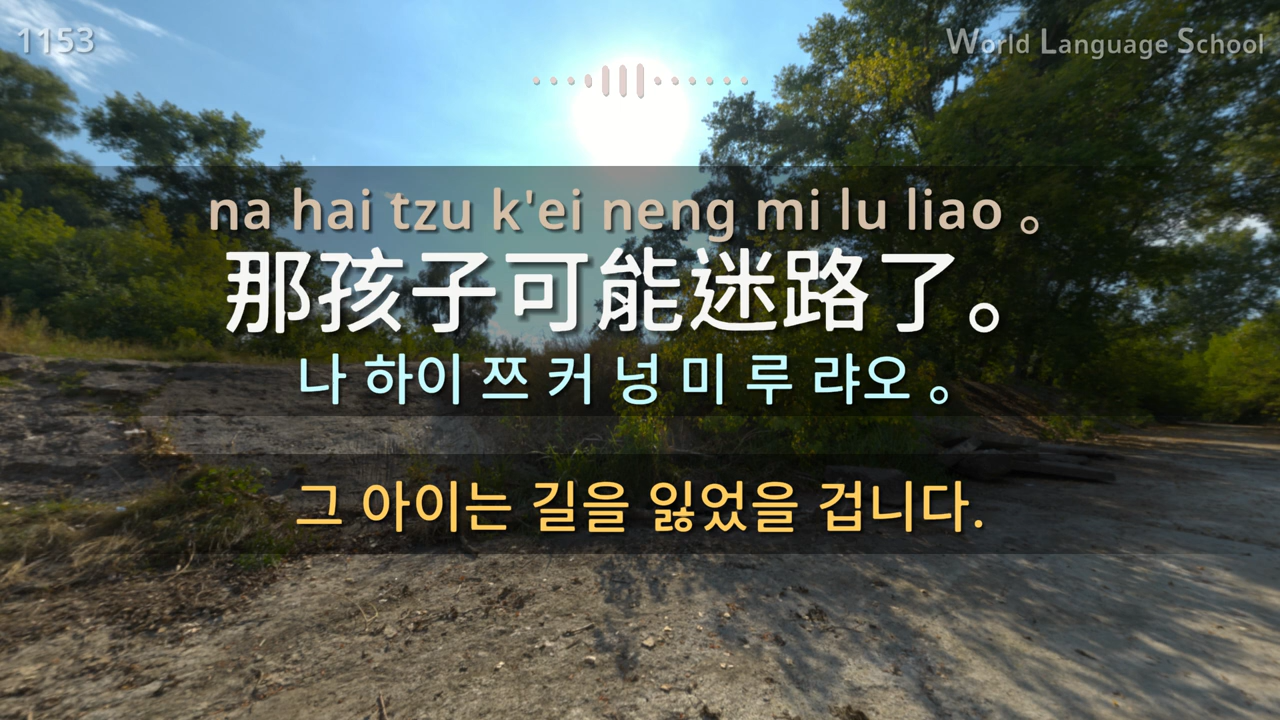 1153
World Language School
na hai tzu k'ei neng mi lu liao 。
那孩子可能迷路了。
나 하이 쯔 커 넝 미 루 랴오 。
그 아이는 길을 잃었을 겁니다.